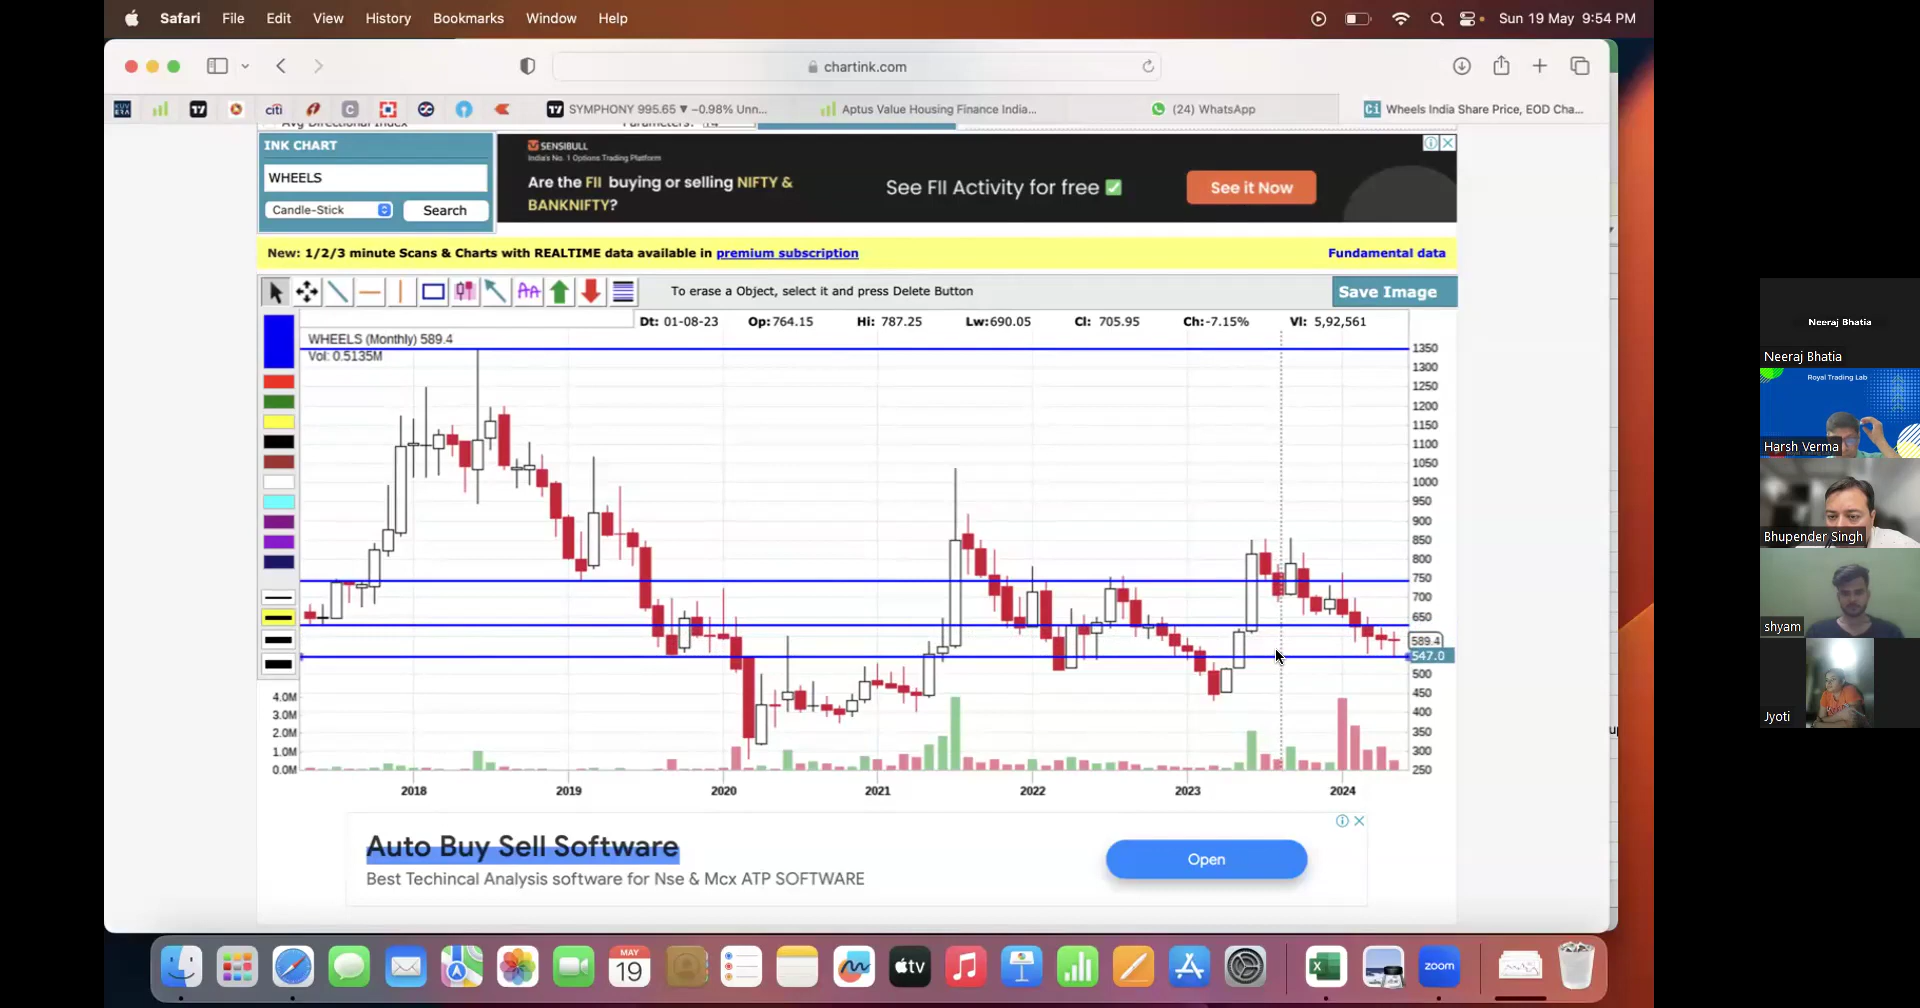 Safari File Edit View History Bookmarks Window Help
Sun 19 May 9:54 PM
chartink.com
citi
SYMPHONY 995.65 ▼ −0.98% Unn...
Aptus Value Housing Finance India...
(24) WhatsApp
Wheels India Share Price, EOD Cha...
INK CHART
WHEELS
Candle-Stick
Search
SENSIBULL
India's No. 1 Options Trading Platform
Are the FII buying or selling NIFTY &
BANKNIFTY?
See FII Activity for free
See it Now
New: 1/2/3 minute Scans & Charts with REALTIME data available in premium subscription
Fundamental data
To erase a Object, select it and press Delete Button
Save Image
Dt: 01-08-23 Op:764.15 Hi: 787.25 Lw:690.05 Cl: 705.95 Ch:-7.15% Vl: 5,92,561
WHEELS (Monthly) 589.4
Vol: 0.5135M
1350
1300
1250
1200
1150
1100
1050
1000
950
900
850
800
750
700
650
589.4
547.0
500
450
400
350
300
250
4.0M
3.0M
2.0M
1.0M
0.0M
2018 2019 2020 2021 2022 2023 2024
Auto Buy Sell Software
Best Techincal Analysis software for Nse & Mcx ATP SOFTWARE
Open
MAY
19
tv
zoom
Neeraj Bhatia
Neeraj Bhatia
Royal Trading Lab
Harsh Verma
Bhupender Singh
shyam
Jyoti